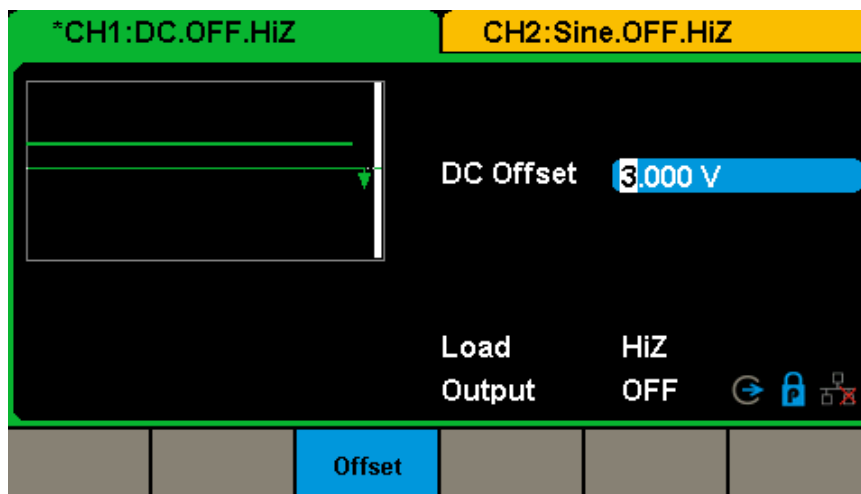 *CH1:DC.OFF.HiZ
CH2:Sine.OFF.HiZ
DC Offset 3.000 V
Load HiZ
Output OFF
P
Offset